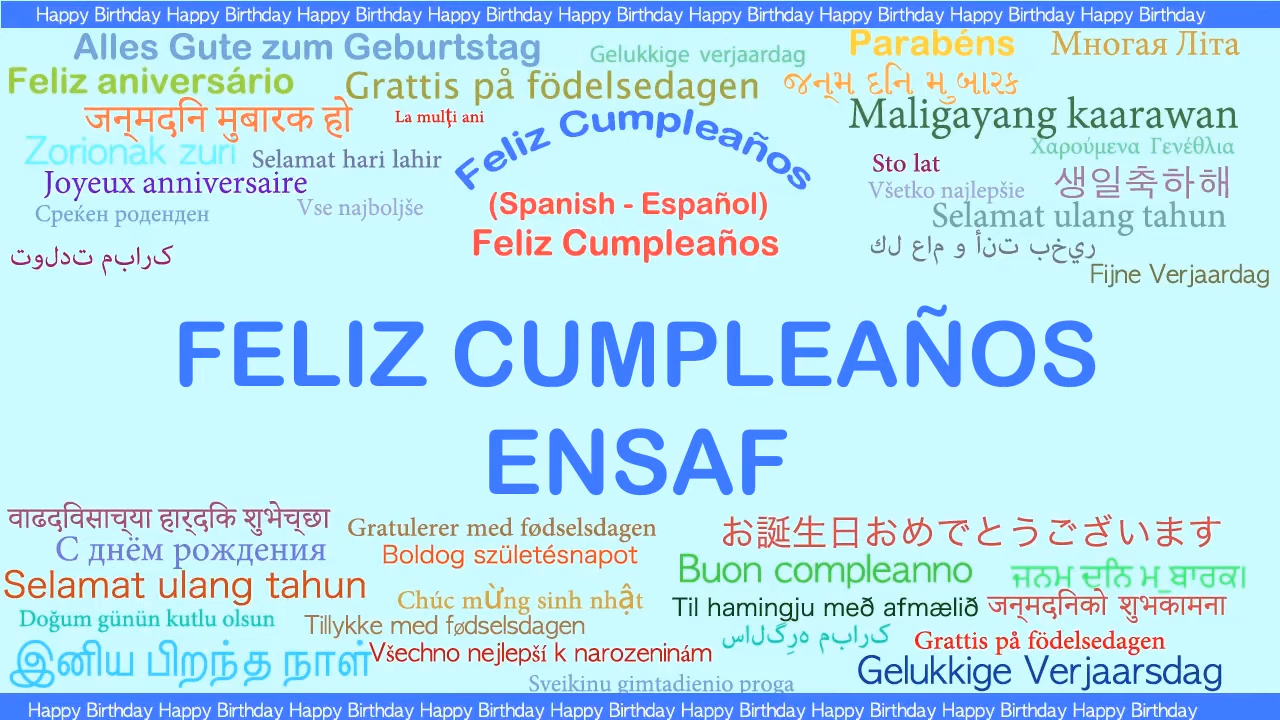 Happy Birthday Happy Birthday Happy Birthday Happy Birthday Happy Birthday Happy Birthday Happy Birthday Happy Birthday Happy Birthday
Alles Gute zum Geburtstag
Gelukkige verjaardag
Parabéns
Многая Літа
Feliz aniversário
Grattis på födelsedagen
જન્મ દિન મુબારક
जन्मदिन मुबारक हो
La mulţi ani
Feliz Cumpleaños
Maligayang kaarawan
Zorionak zuri
Selamat hari lahir
Χαρούμενα Γενέθλια
Sto lat
Joyeux anniversaire
Všetko najlepšie
생일축하해
(Spanish - Español)
Среќен роденден
Vse najboljše
Selamat ulang tahun
Feliz Cumpleaños
تولدت مبارک
كل عام و أنت بخير
Fijne Verjaardag
FELIZ CUMPLEAÑOS
ENSAF
वाढदिवसाच्या हार्दिक शुभेच्छा
Gratulerer med fødselsdagen
お誕生日おめでとうございます
С днём рождения
Boldog születésnapot
Buon compleanno
ਜਨਮ ਦਿਨ ਮੁਬਾਰਕ।
Selamat ulang tahun
Chúc mừng sinh nhật
Til hamingju með afmælið
जन्मदिनको शुभकामना
Doğum günün kutlu olsun
Tillykke med fødselsdagen
سالگرہ مبارک
Grattis på födelsedagen
இனிய பிறந்த நாள்
Všechno nejlepší k narozeninám
Gelukkige Verjaarsdag
Sveikinu gimtadienio proga
Happy Birthday Happy Birthday Happy Birthday Happy Birthday Happy Birthday Happy Birthday Happy Birthday Happy Birthday Happy Birthday